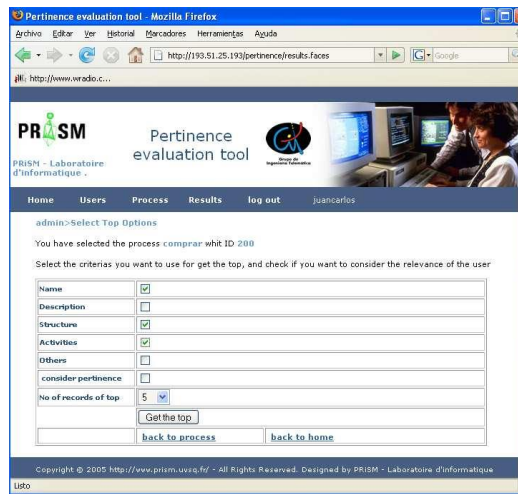 Pertinence evaluation tool - Mozilla Firefox
Archivo Editar Ver Historial Marcadores Herramientas Ayuda
http://193.51.25.193/pertinence/results.faces
G Google
http://www.wradio.c...
PRiSM
PRiSM - Laboratoire
d'informatique .
Pertinence
evaluation tool
Grupo de
Ingeniería Telemática
Home Users Process Results log out juancarlos
admin>Select Top Options
You have selected the process comprar whit ID 200
Select the criterias you want to use for get the top, and check if you want to consider the relevance of the user
Name
Description
Structure
Activities
Others
consider pertinence
No of records of top 5
Get the top
back to process back to home
Copyright © 2005 http://www.prism.uvsq.fr/ - All Rights Reserved. Designed by PRiSM - Laboratoire d'informatique
Listo